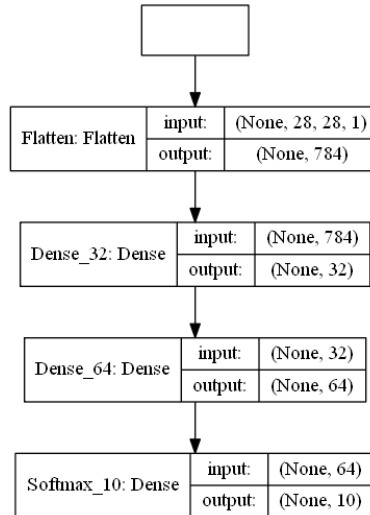 Flatten: Flatten
input: (None, 28, 28, 1)
output: (None, 784)
Dense_32: Dense
input: (None, 784)
output: (None, 32)
Dense_64: Dense
input: (None, 32)
output: (None, 64)
Softmax_10: Dense
input: (None, 64)
output: (None, 10)